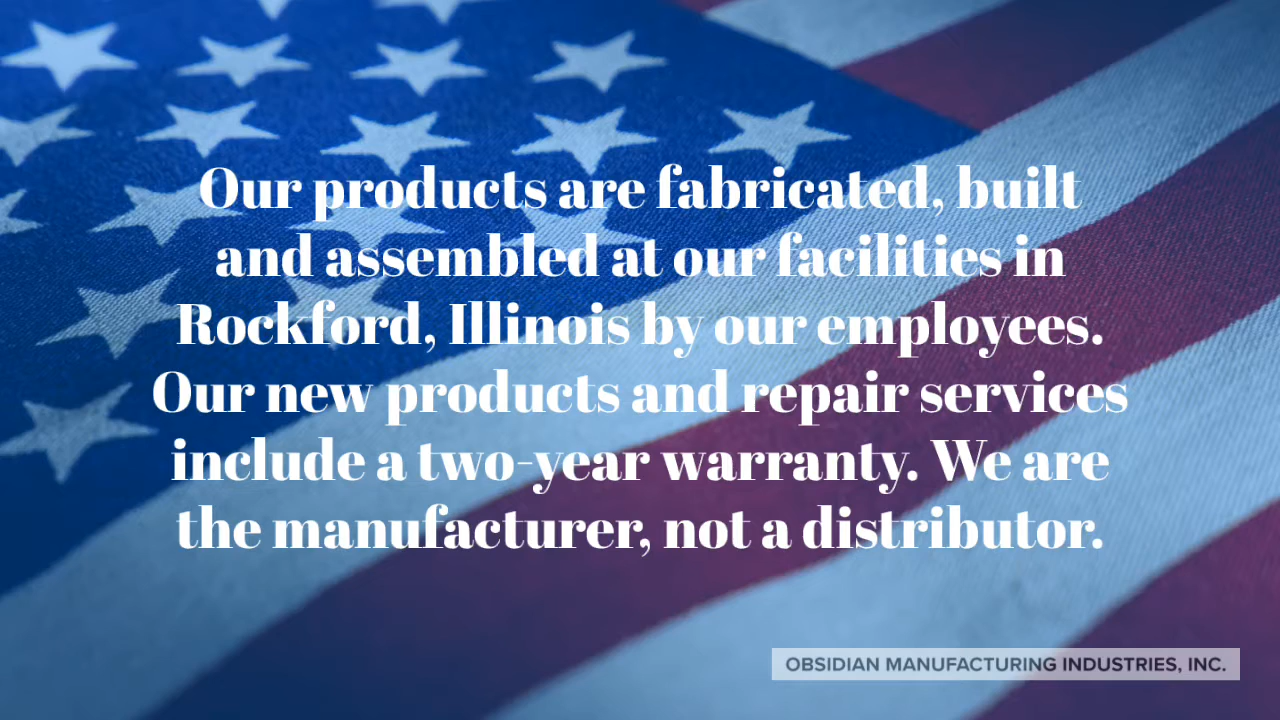 Our products are fabricated, built
and assembled at our facilities in
Rockford, Illinois by our employees.
Our new products and repair services
include a two-year warranty. We are
the manufacturer, not a distributor.
OBSIDIAN MANUFACTURING INDUSTRIES, INC.